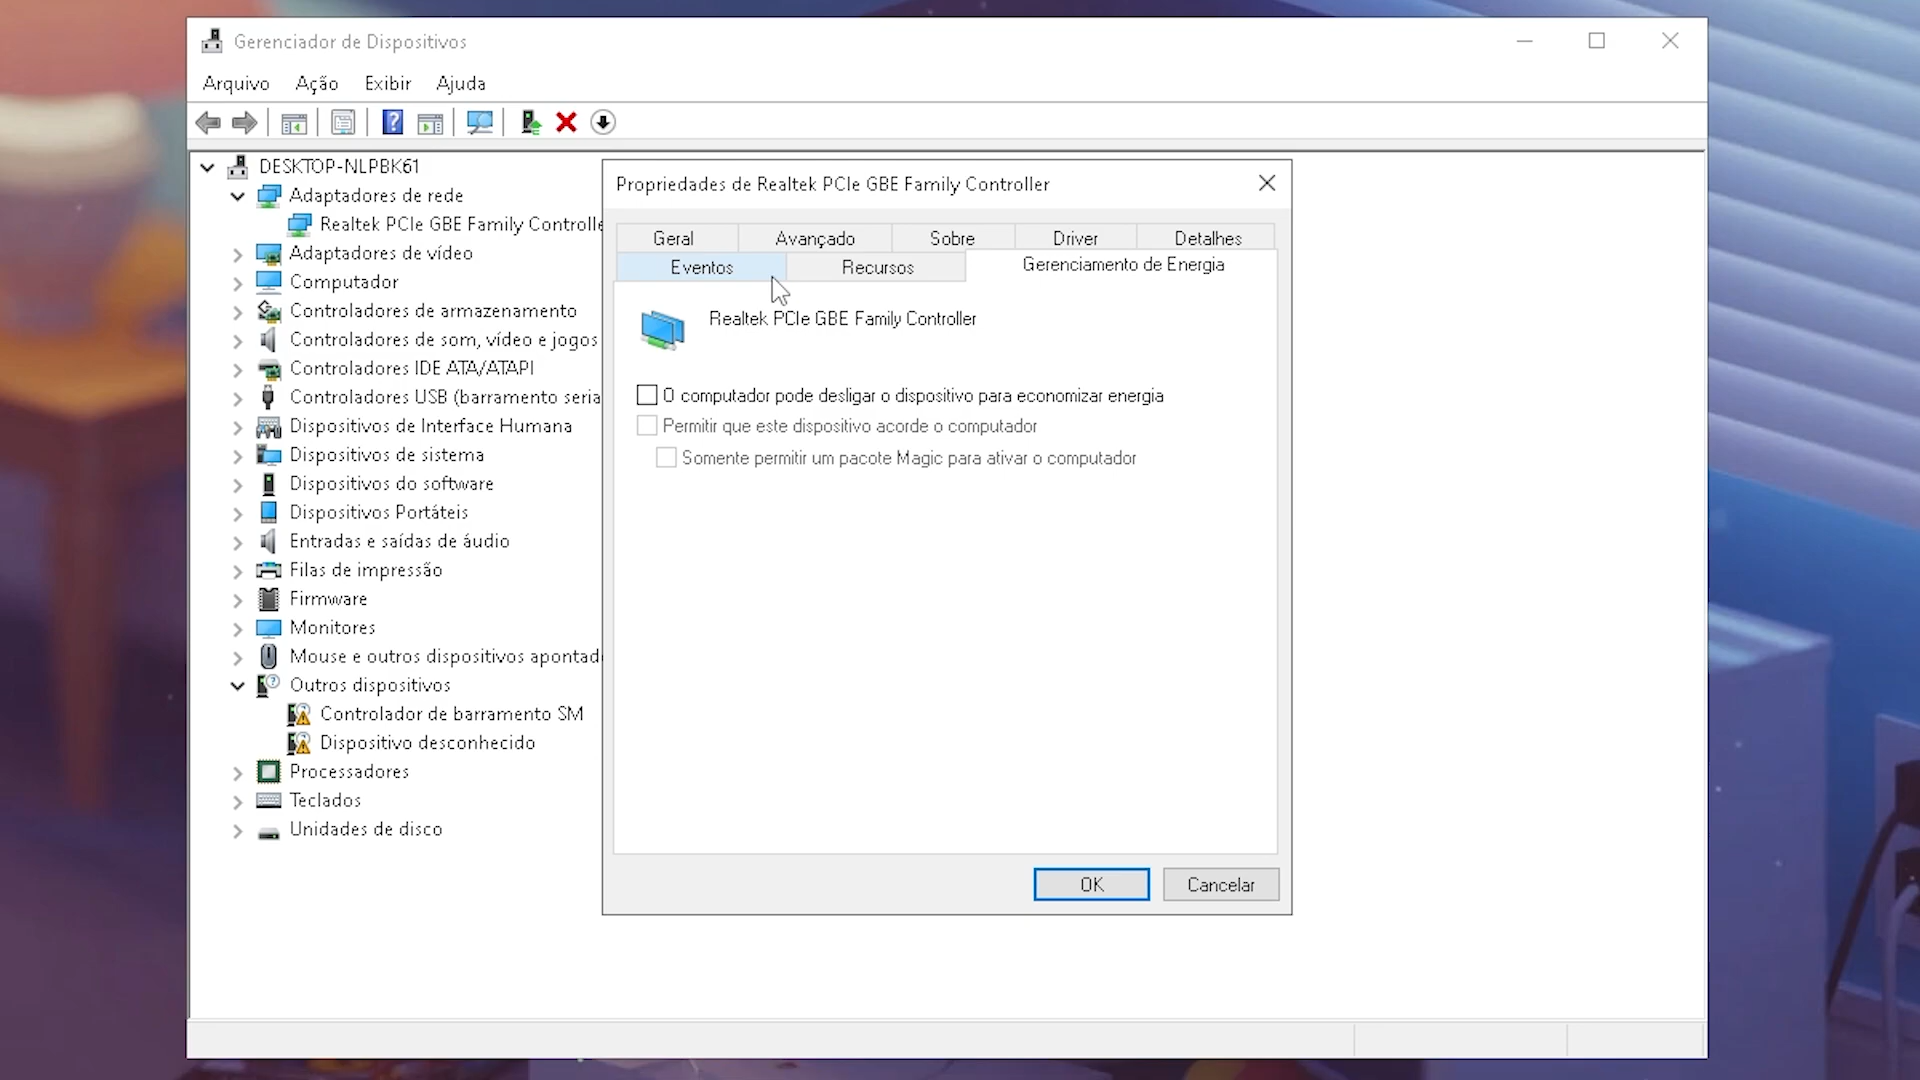 Gerenciador de Dispositivos
Arquivo Ação Exibir Ajuda
DESKTOP-NLPBK61
Adaptadores de rede
Realtek PCIe GBE Family Controlle
Adaptadores de vídeo
Computador
Controladores de armazenamento
Controladores de som, vídeo e jogos
Controladores IDE ATA/ATAPI
Controladores USB (barramento seria
Dispositivos de Interface Humana
Dispositivos de sistema
Dispositivos do software
Dispositivos Portáteis
Entradas e saídas de áudio
Filas de impressão
Firmware
Monitores
Mouse e outros dispositivos apontad
Outros dispositivos
Controlador de barramento SM
Dispositivo desconhecido
Processadores
Teclados
Unidades de disco
Propriedades de Realtek PCIe GBE Family Controller
Geral Avançado Sobre Driver Detalhes
Eventos Recursos Gerenciamento de Energia
Realtek PCIe GBE Family Controller
O computador pode desligar o dispositivo para economizar energia
Permitir que este dispositivo acorde o computador
Somente permitir um pacote Magic para ativar o computador
OK Cancelar